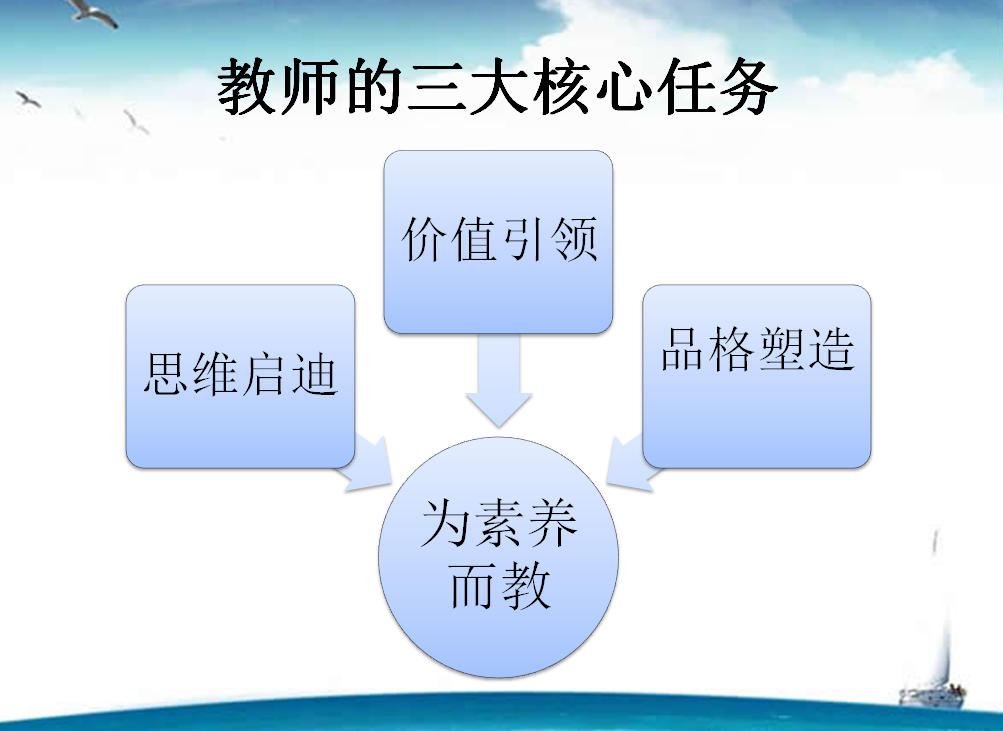 教师的三大核心任务
价值引领
思维启迪
品格塑造
为素养
而教